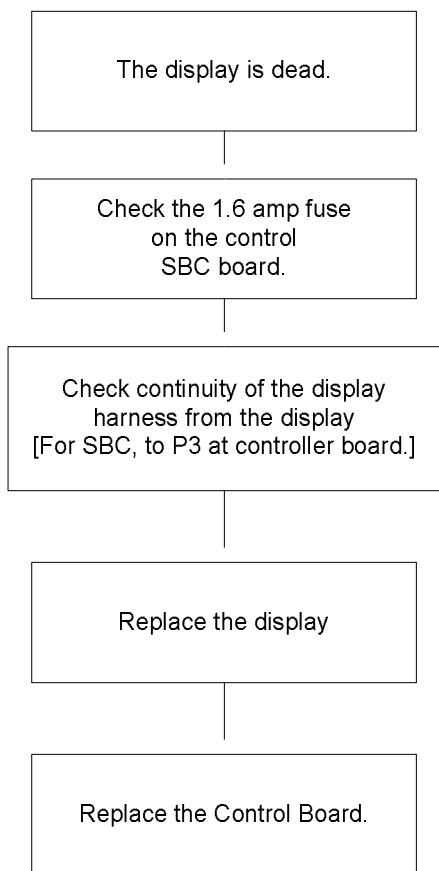 The display is dead.
Check the 1.6 amp fuse
on the control
SBC board.
Check continuity of the display
harness from the display
[For SBC, to P3 at controller board.]
Replace the display
Replace the Control Board.